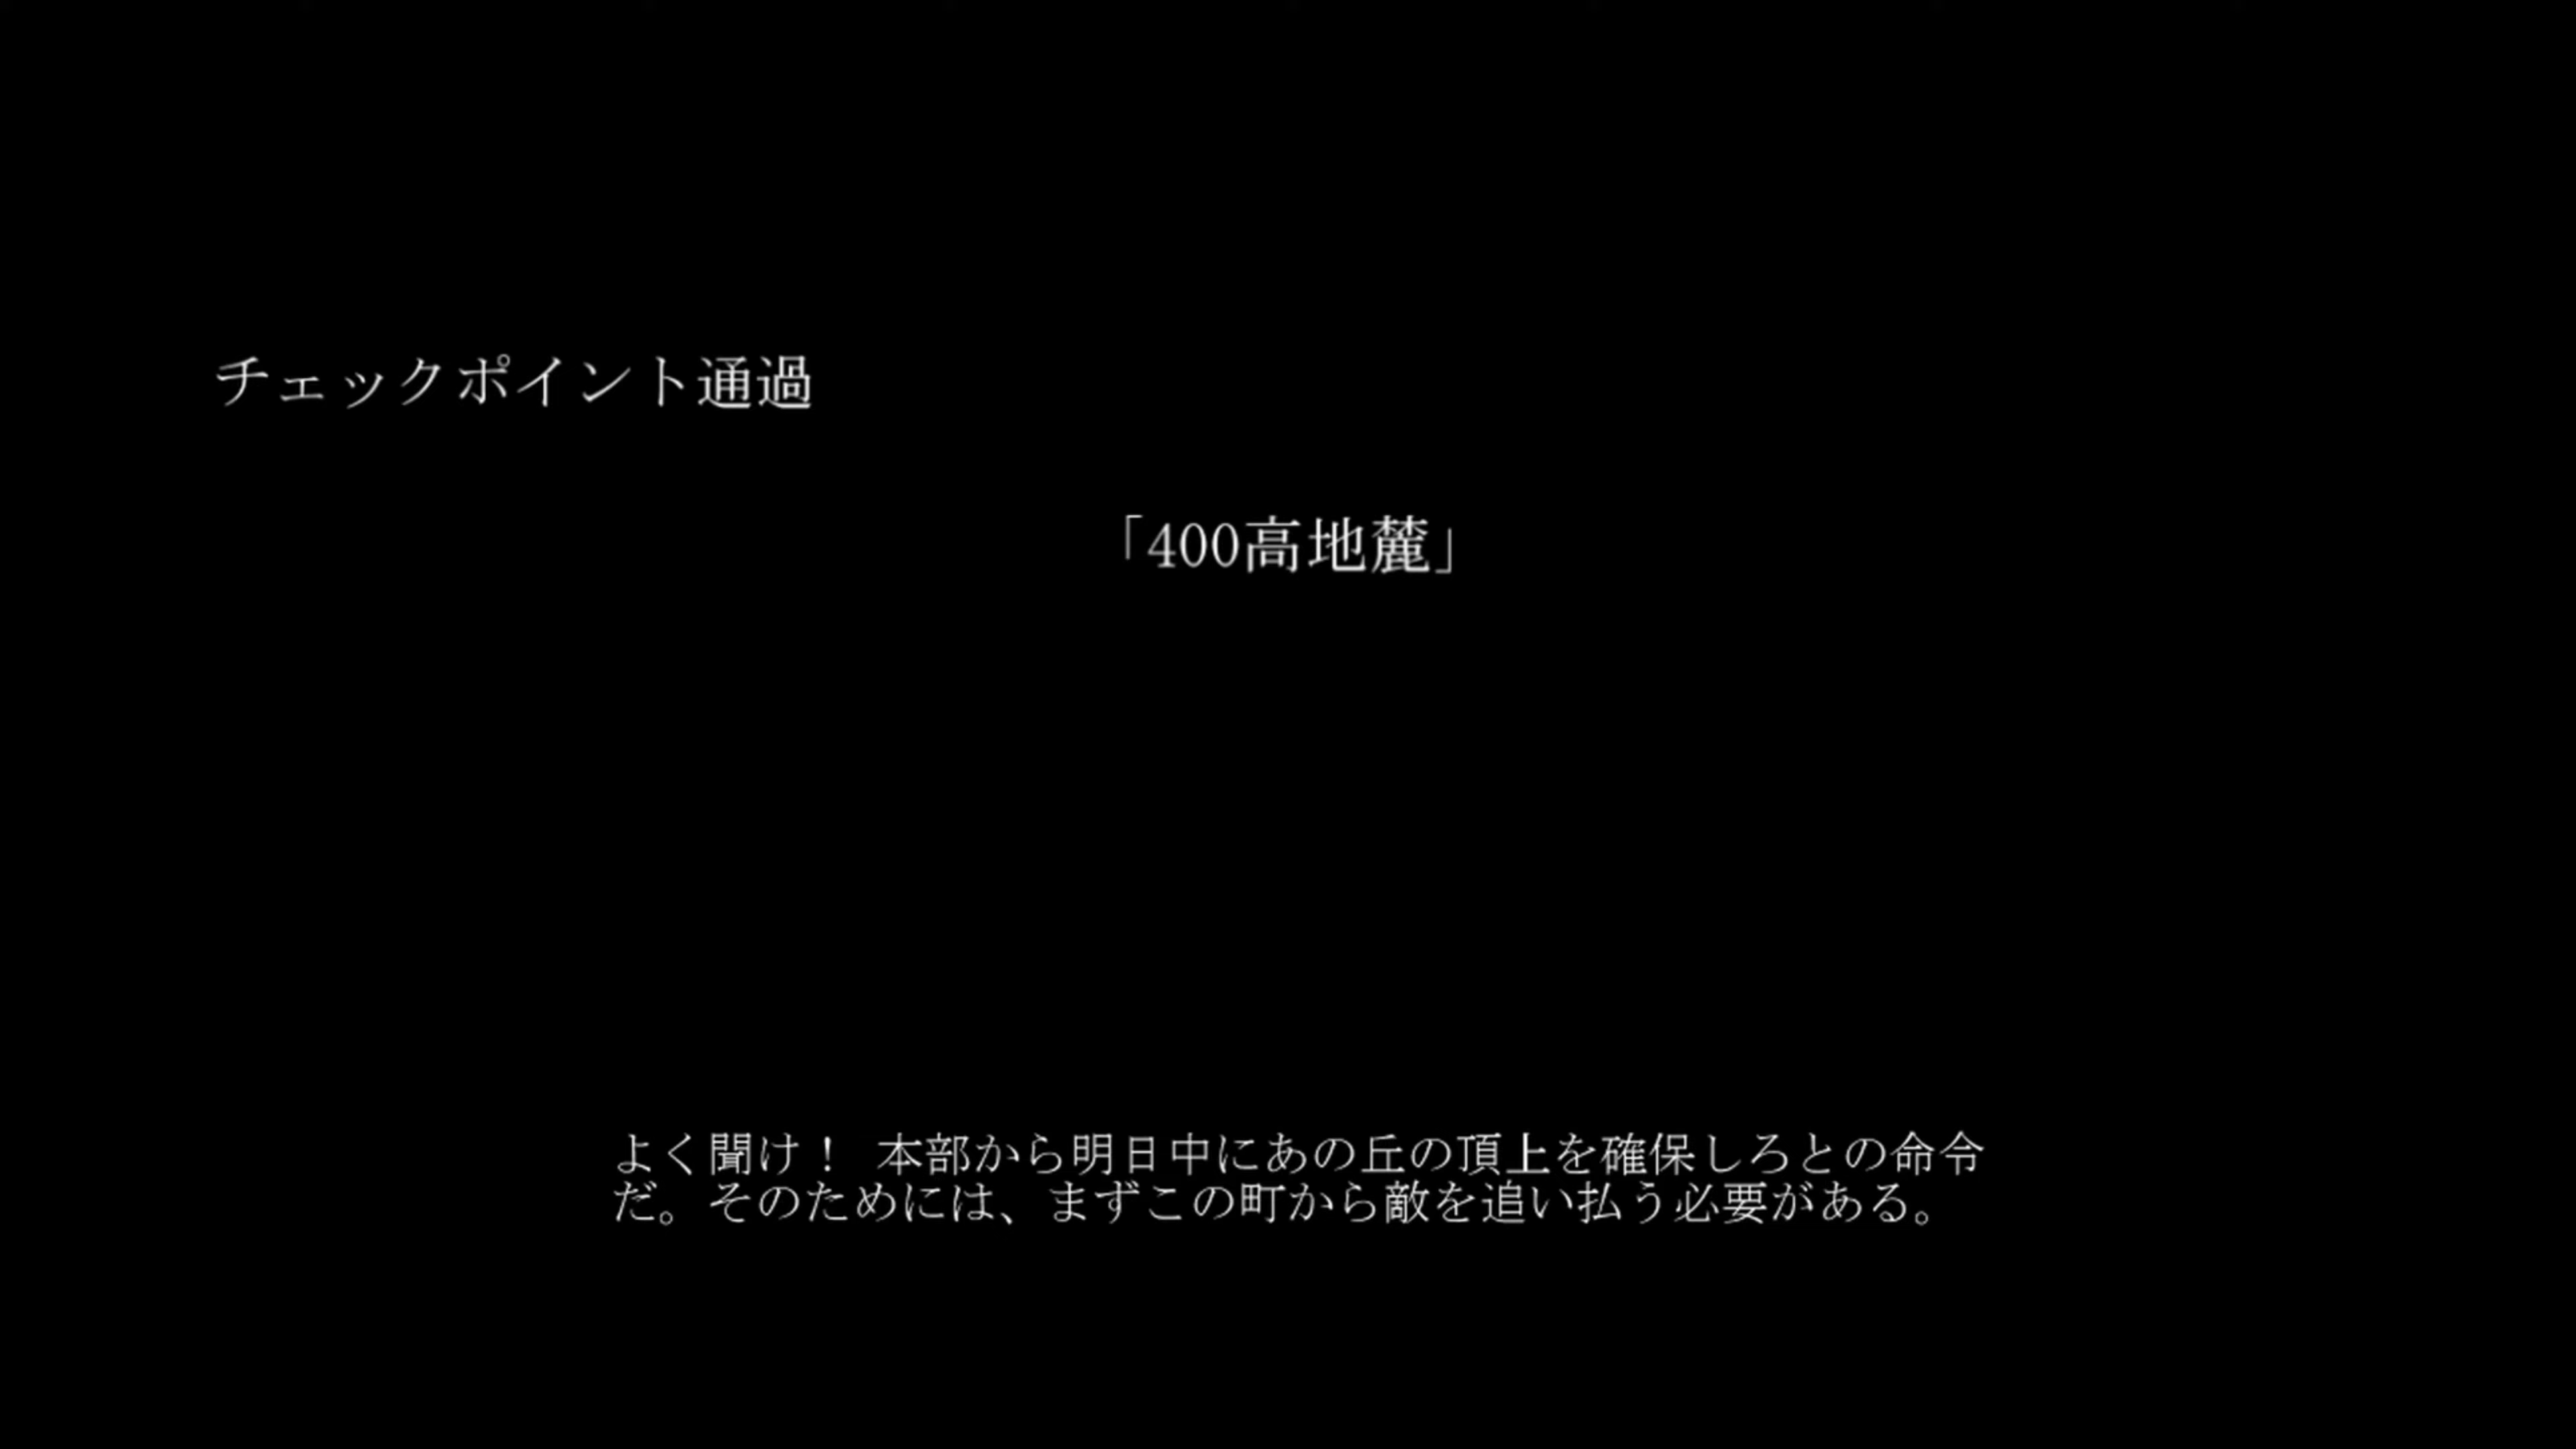 チェックポイント通過
「400高地麓」
よく聞け！ 本部から明日中にあの丘の頂上を確保しろとの命令
だ。そのためには、まずこの町から敵を追い払う必要がある。